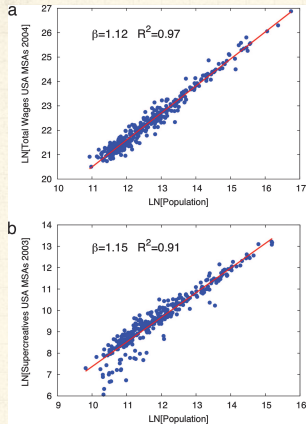 a
27
26
25
24
23
22
21
20
LN[Total Wages USA MSAs 2004]
β=1.12 R²=0.97
10 11 12 13 14 15 16 17
LN[Population]
b
14
13
12
11
10
9
8
7
6
LN[Supercreatives USA MSAs 2003]
β=1.15 R²=0.91
9 10 11 12 13 14 15 16
LN[Population]